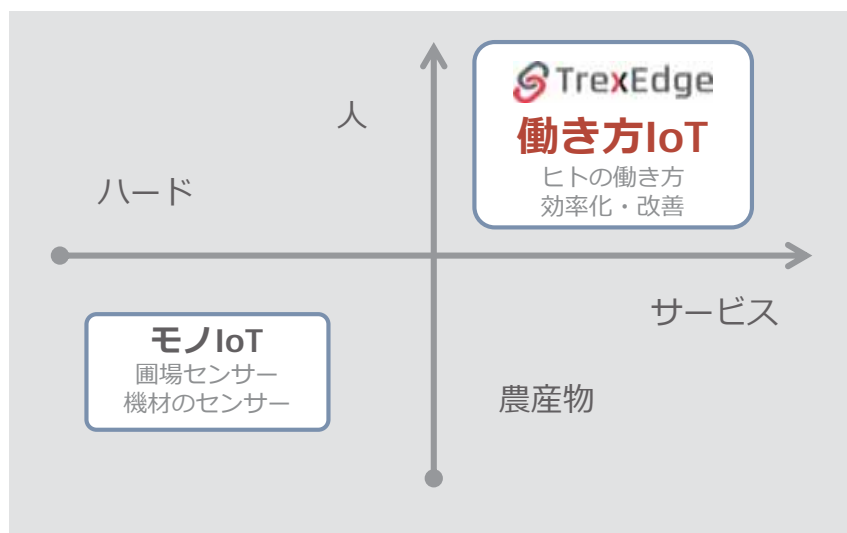 TrexEdge
働き方IoT
ヒトの働き方
効率化・改善
人
ハード
サービス
モノIoT
圃場センサー
機材のセンサー
農産物